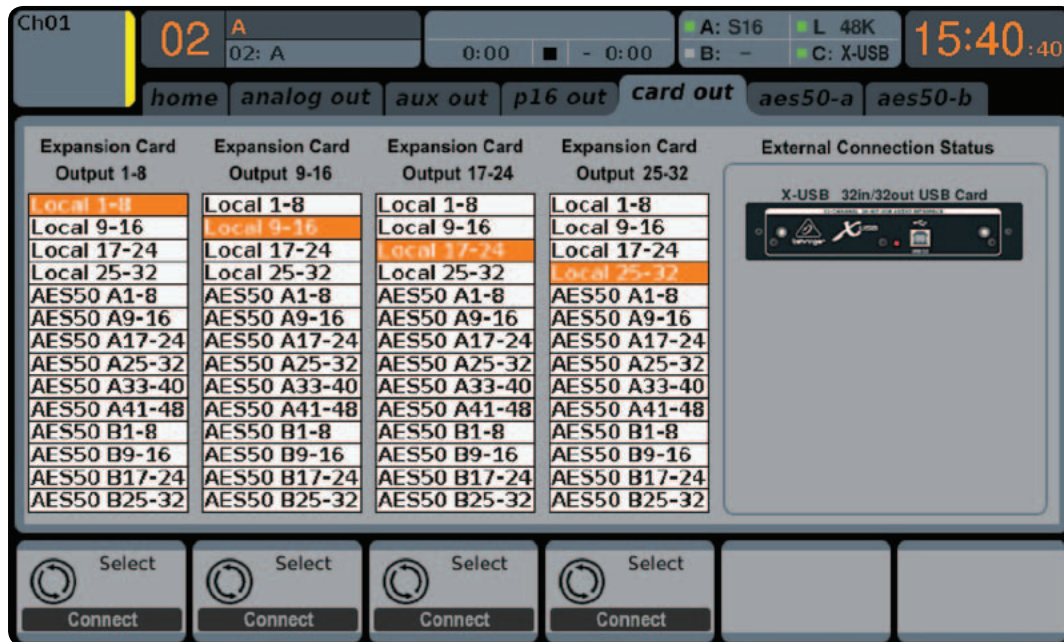 Ch01
02
A
02: A
0:00 - 0:00
A: S16
B: -
L 48K
C: X-USB
15:40:40
home analog out aux out p16 out card out aes50-a aes50-b
Expansion Card
Output 1-8
Local 1-8
Local 9-16
Local 17-24
Local 25-32
AES50 A1-8
AES50 A9-16
AES50 A17-24
AES50 A25-32
AES50 A33-40
AES50 A41-48
AES50 B1-8
AES50 B9-16
AES50 B17-24
AES50 B25-32
Expansion Card
Output 9-16
Local 1-8
Local 9-16
Local 17-24
Local 25-32
AES50 A1-8
AES50 A9-16
AES50 A17-24
AES50 A25-32
AES50 A33-40
AES50 A41-48
AES50 B1-8
AES50 B9-16
AES50 B17-24
AES50 B25-32
Expansion Card
Output 17-24
Local 1-8
Local 9-16
Local 17-24
Local 25-32
AES50 A1-8
AES50 A9-16
AES50 A17-24
AES50 A25-32
AES50 A33-40
AES50 A41-48
AES50 B1-8
AES50 B9-16
AES50 B17-24
AES50 B25-32
Expansion Card
Output 25-32
Local 1-8
Local 9-16
Local 17-24
Local 25-32
AES50 A1-8
AES50 A9-16
AES50 A17-24
AES50 A25-32
AES50 A33-40
AES50 A41-48
AES50 B1-8
AES50 B9-16
AES50 B17-24
AES50 B25-32
External Connection Status
X-USB 32in/32out USB Card
behringer
X-USB
Select
Connect
Select
Connect
Select
Connect
Select
Connect